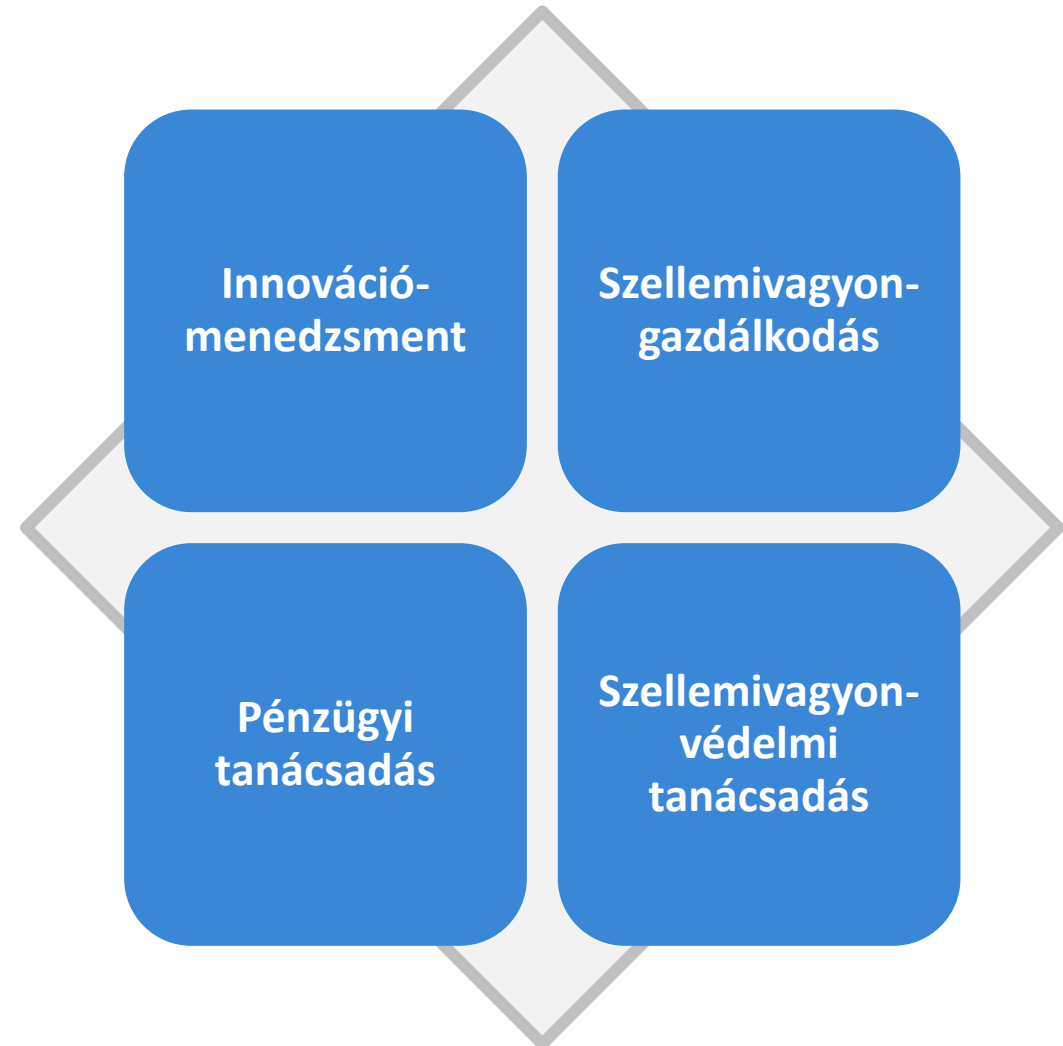 Innováció-
menedzsment
Szellemivagyon-
gazdálkodás
Pénzügyi
tanácsadás
Szellemivagyon-
védelmi
tanácsadás